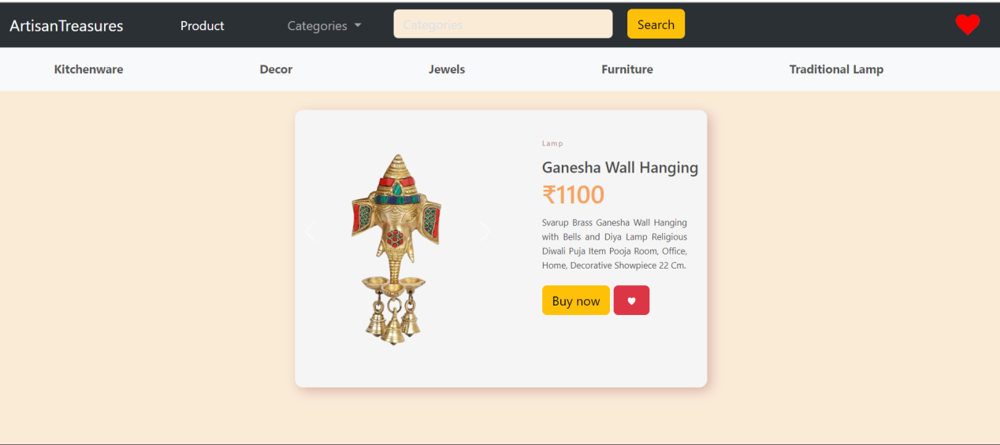 ArtisanTreasures Product Categories Categories Search
Kitchenware Decor Jewels Furniture Traditional Lamp
Lamp
Ganesha Wall Hanging
₹1100
Svarup Brass Ganesha Wall Hanging
with Bells and Diya Lamp Religious
Diwali Puja Item Pooja Room, Office,
Home, Decorative Showpiece 22 Cm.
Buy now